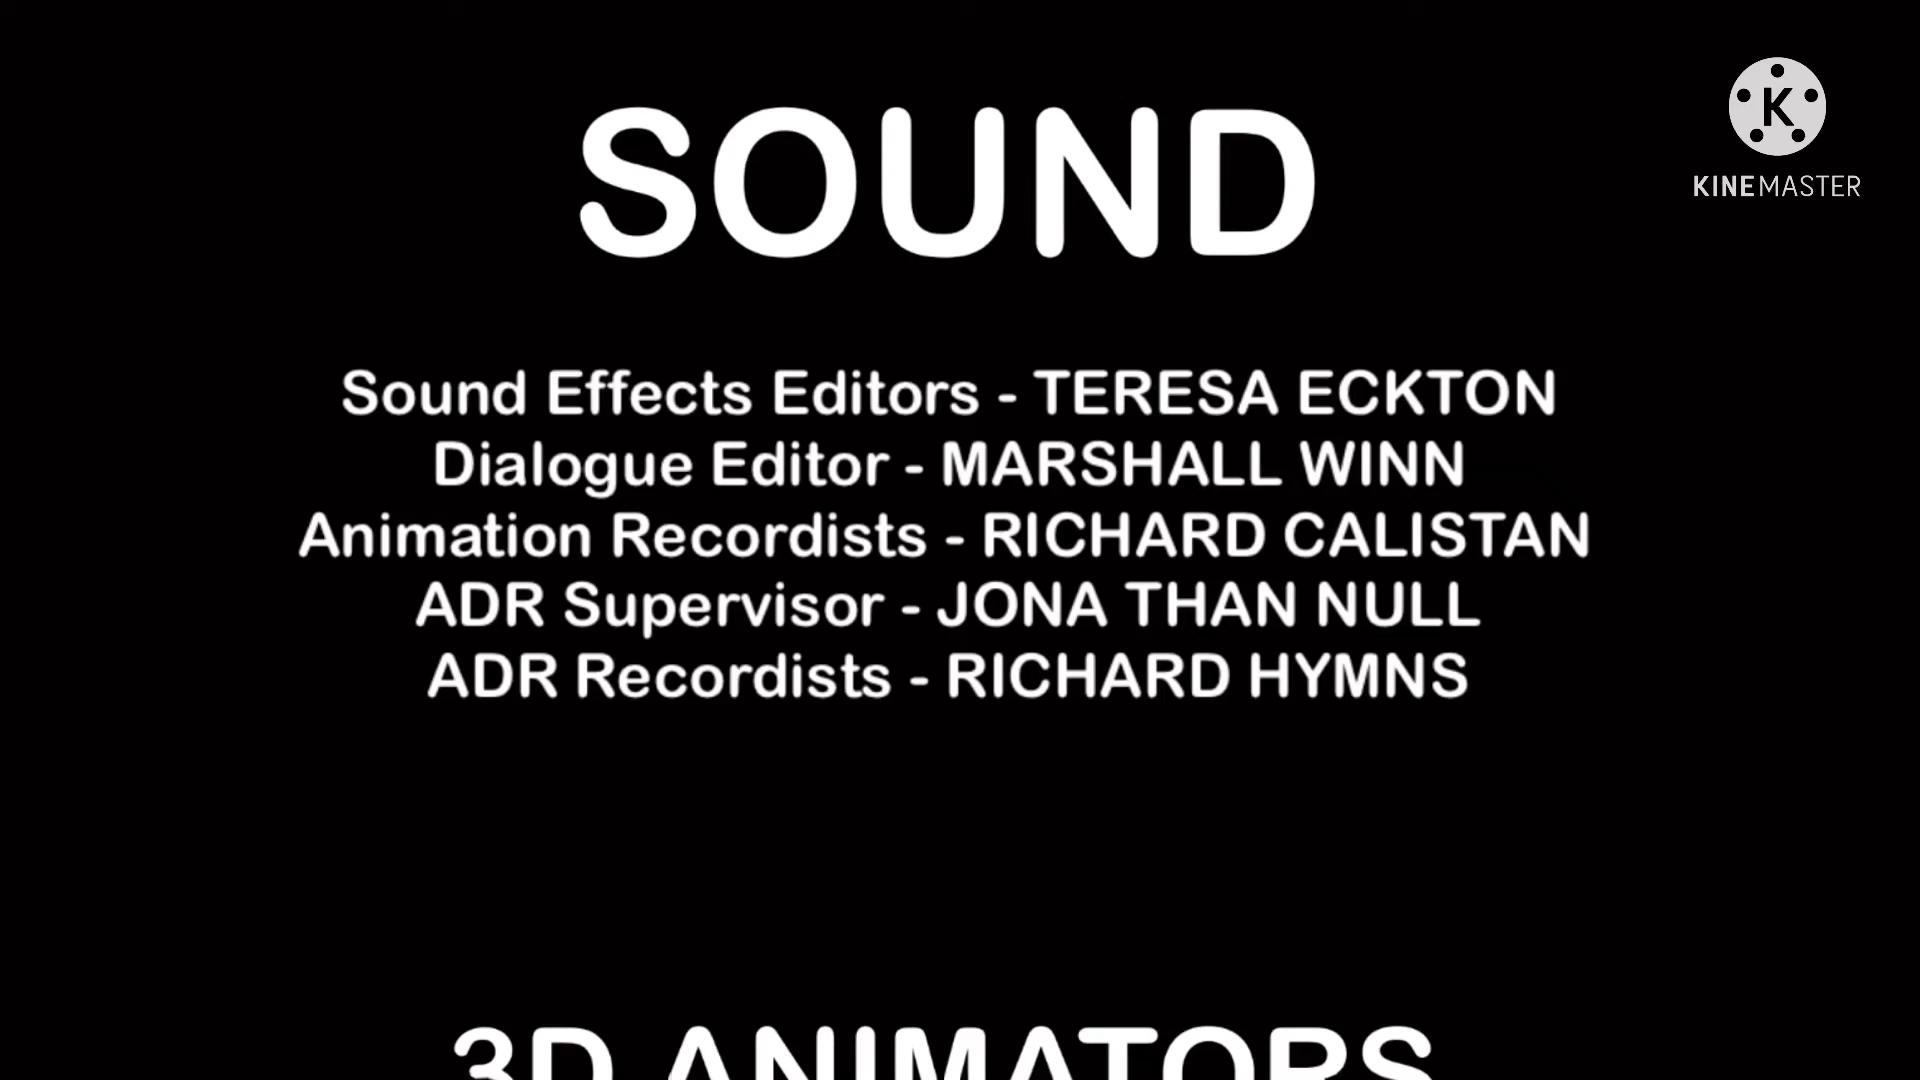 SOUND
K
KINEMASTER
Sound Effects Editors - TERESA ECKTON
Dialogue Editor - MARSHALL WINN
Animation Recordists - RICHARD CALISTAN
ADR Supervisor - JONA THAN NULL
ADR Recordists - RICHARD HYMNS
3D ANIMATORS